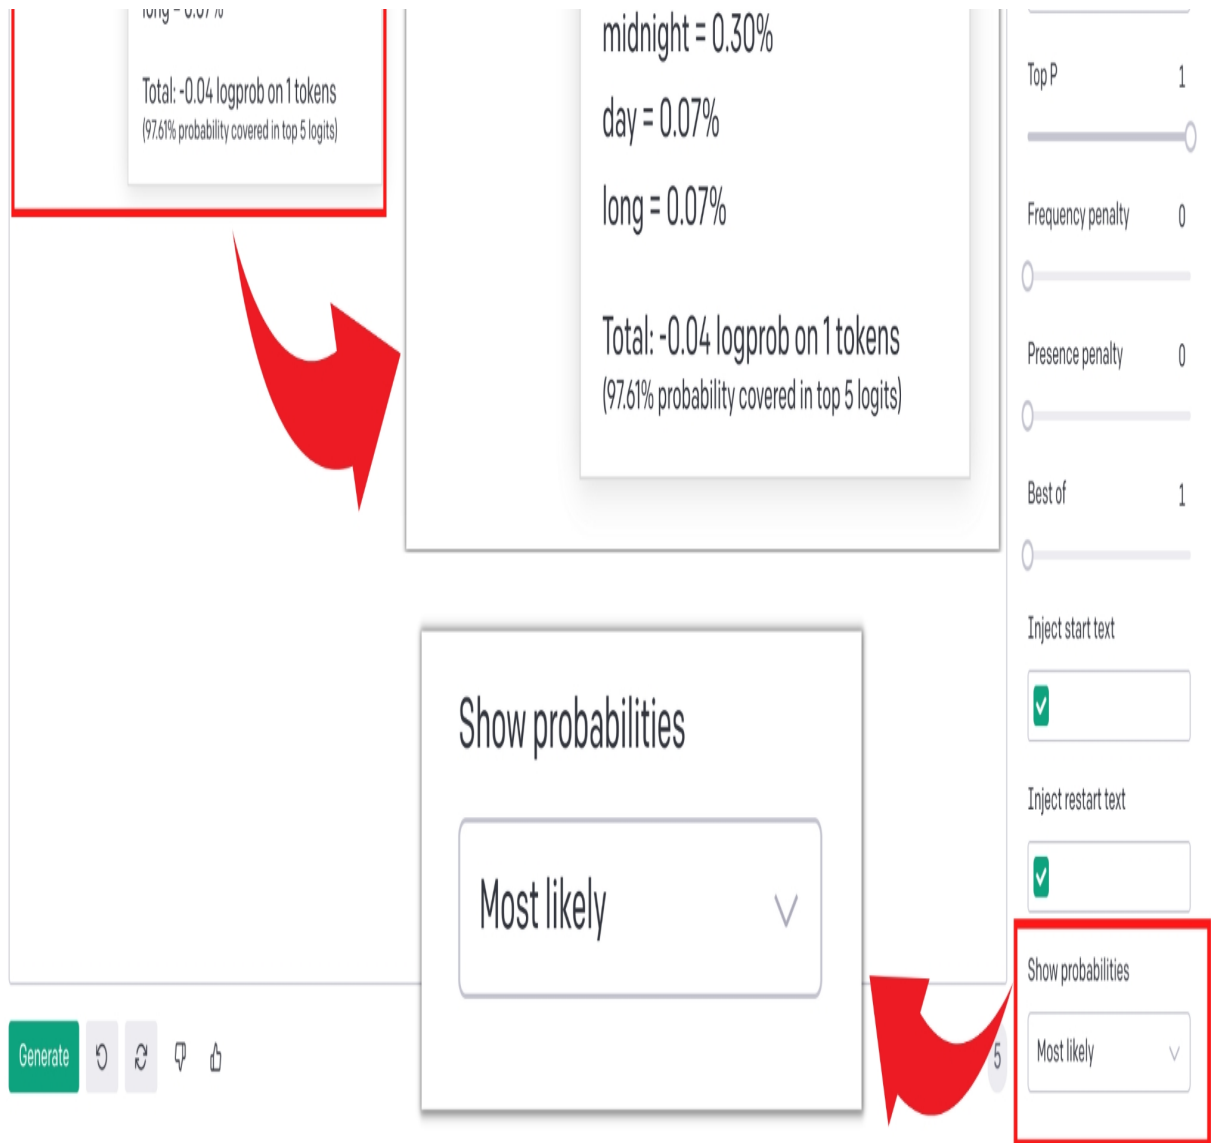 long = 0.07%
Total: -0.04 logprob on 1 tokens
(97.61% probability covered in top 5 logits)
midnight = 0.30%
day = 0.07%
long = 0.07%
Total: -0.04 logprob on 1 tokens
(97.61% probability covered in top 5 logits)
Top P 1
Frequency penalty 0
Presence penalty 0
Best of 1
Inject start text
Inject restart text
Show probabilities
Most likely
Show probabilities
Most likely
Generate
5